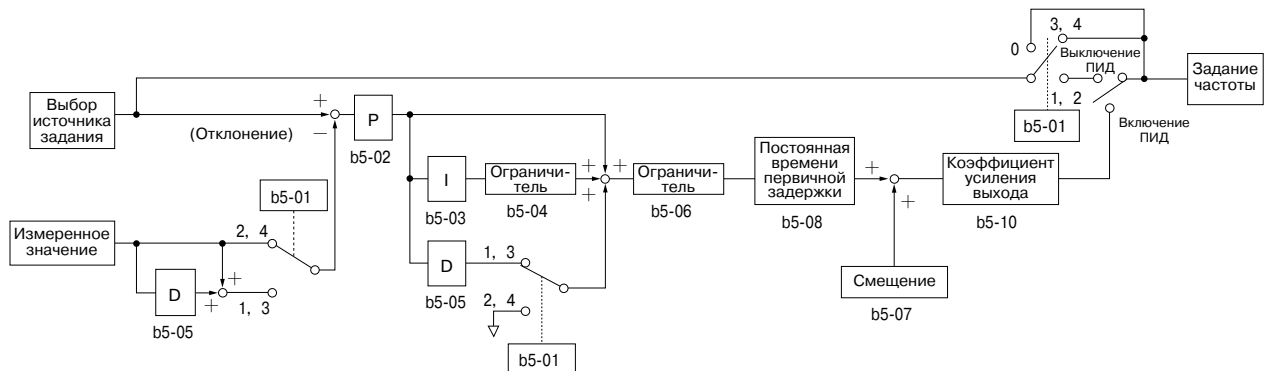 3, 4
0
Выключение
ПИД
Задание
частоты
Выбор
источника
задания
+
(Отклонение)
−
P
b5-02
1, 2
b5-01
Включение
ПИД
b5-01
I
b5-03
Ограничи-
тель
b5-04
+
+
+
Ограничи-
тель
b5-06
Постоянная
времени
первичной
задержки
b5-08
+
+
Коэффициент
усиления
выхода
b5-10
Измеренное
значение
2, 4
D
b5-05
+
+
1, 3
D
b5-05
1, 3
2, 4
b5-01
Смещение
b5-07